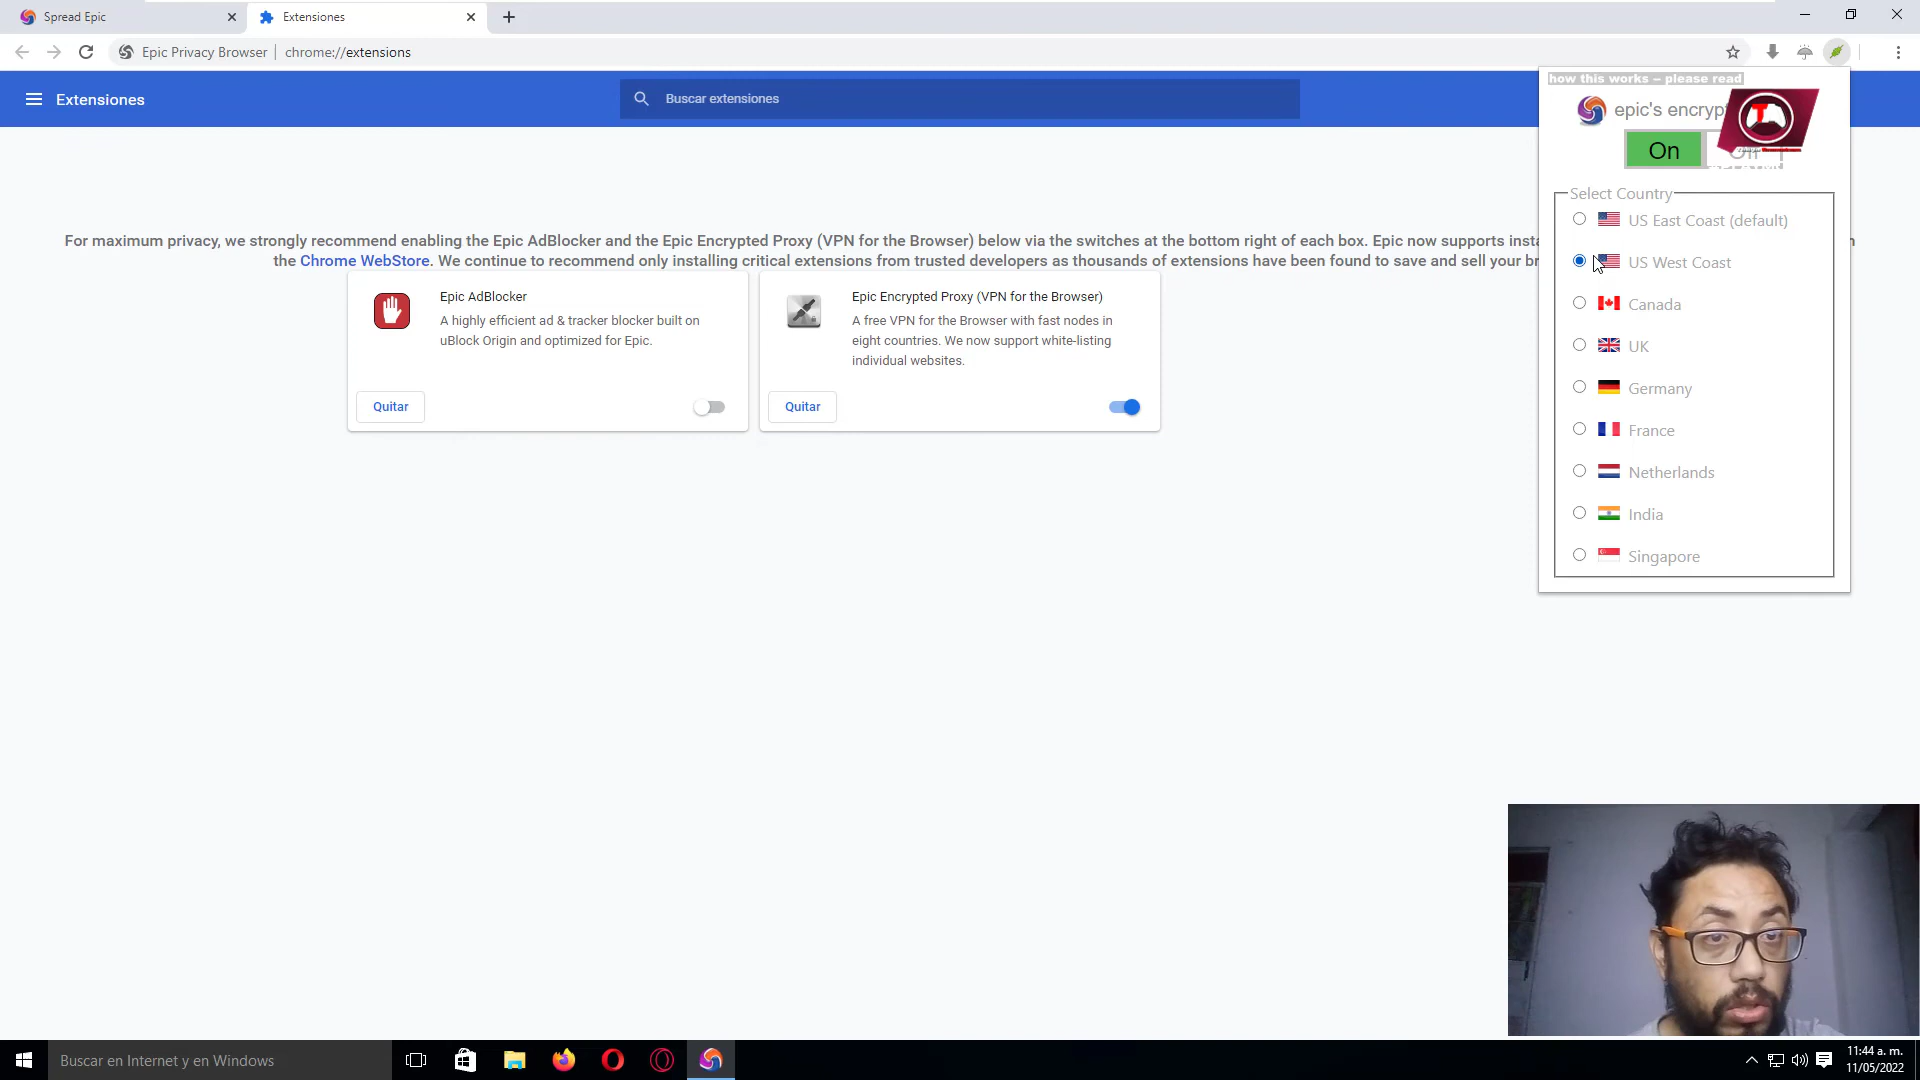 Spread Epic
Extensiones
Epic Privacy Browser
chrome://extensions
how this works – please read
Extensiones
Buscar extensiones
epic's encryp
On
Off
Select Country
US East Coast (default)
US West Coast
Canada
UK
Germany
France
Netherlands
India
Singapore
For maximum privacy, we strongly recommend enabling the Epic AdBlocker and the Epic Encrypted Proxy (VPN for the Browser) below via the switches at the bottom right of each box. Epic now supports insta
the Chrome WebStore. We continue to recommend only installing critical extensions from trusted developers as thousands of extensions have been found to save and sell your br
Epic AdBlocker
A highly efficient ad & tracker blocker built on
uBlock Origin and optimized for Epic.
Quitar
Epic Encrypted Proxy (VPN for the Browser)
A free VPN for the Browser with fast nodes in
eight countries. We now support white-listing
individual websites.
Quitar
Buscar en Internet y en Windows
11:44 a. m.
11/05/2022